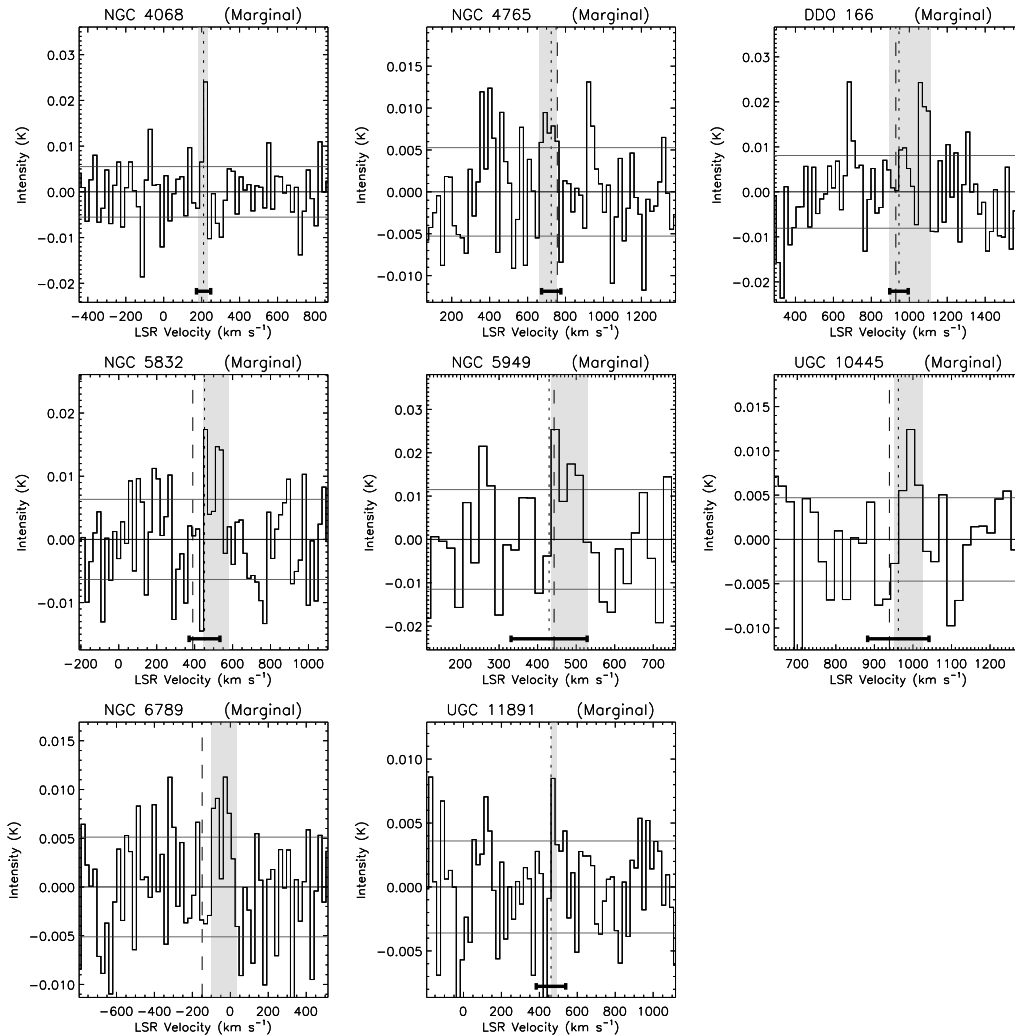 NGC 4068 (Marginal)
Intensity (K)
0.03
0.02
0.01
0.00
−0.01
−0.02
−400 −200 0 200 400 600 800
LSR Velocity (km s⁻¹)
NGC 4765 (Marginal)
Intensity (K)
0.015
0.010
0.005
0.000
−0.005
−0.010
200 400 600 800 1000 1200
LSR Velocity (km s⁻¹)
DDO 166 (Marginal)
Intensity (K)
0.03
0.02
0.01
0.00
−0.01
−0.02
400 600 800 1000 1200 1400
LSR Velocity (km s⁻¹)
NGC 5832 (Marginal)
Intensity (K)
0.02
0.01
0.00
−0.01
−200 0 200 400 600 800 1000
LSR Velocity (km s⁻¹)
NGC 5949 (Marginal)
Intensity (K)
0.03
0.02
0.01
0.00
−0.01
−0.02
200 300 400 500 600 700
LSR Velocity (km s⁻¹)
UGC 10445 (Marginal)
Intensity (K)
0.015
0.010
0.005
0.000
−0.005
−0.010
700 800 900 1000 1100 1200
LSR Velocity (km s⁻¹)
NGC 6789 (Marginal)
Intensity (K)
0.015
0.010
0.005
0.000
−0.005
−0.010
−600 −400 −200 0 200 400
LSR Velocity (km s⁻¹)
UGC 11891 (Marginal)
Intensity (K)
0.010
0.005
0.000
−0.005
0 200 400 600 800 1000
LSR Velocity (km s⁻¹)